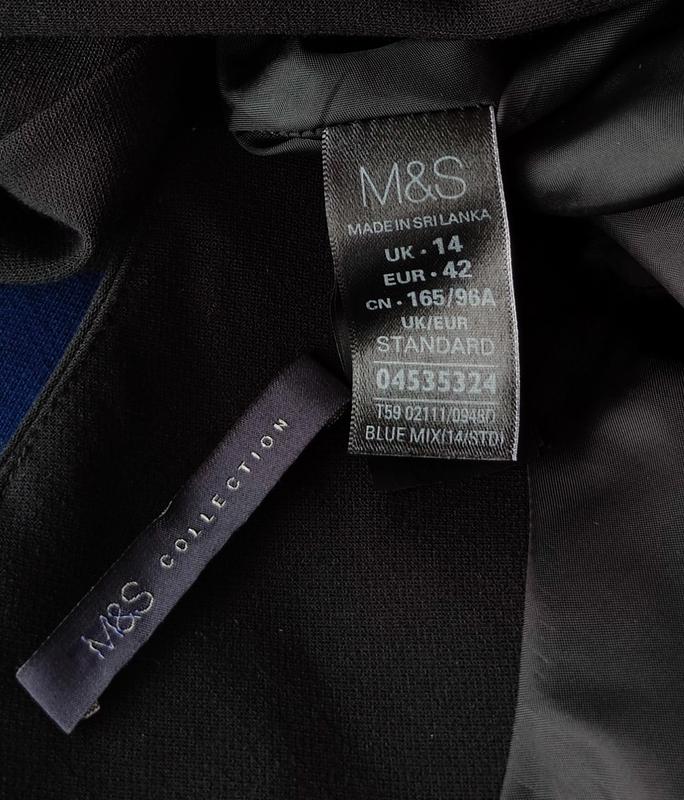 M&S
MADE IN SRI LANKA
UK · 14
EUR · 42
CN · 165/96A
UK/EUR
STANDARD
04535324
T59 02111/0948D
BLUE MIX(14/STD)
M&S COLLECTION